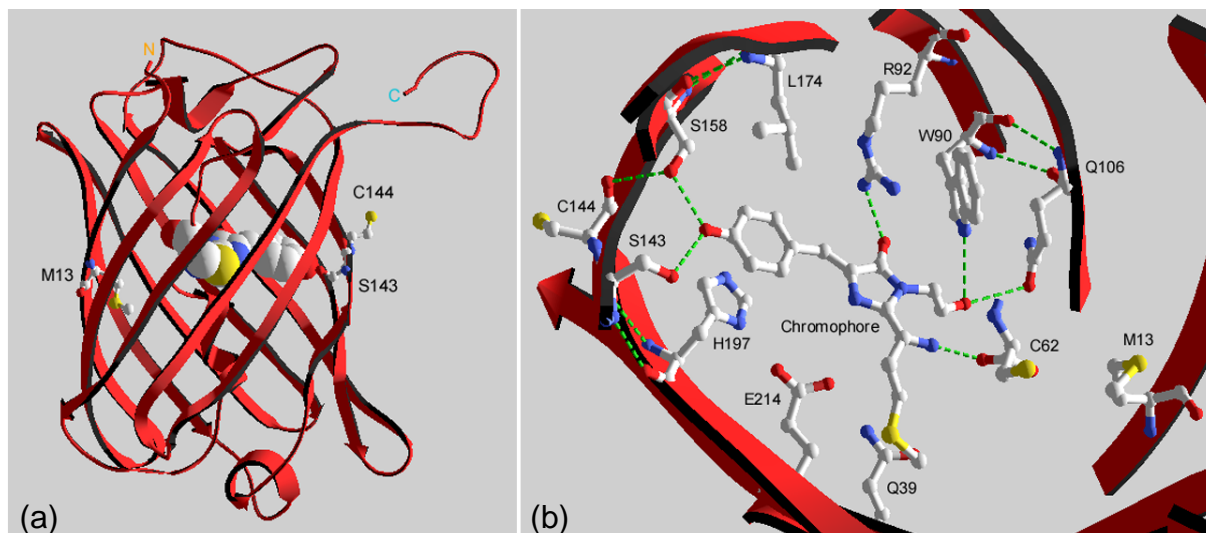 N
C
C144
M13
S143
(a)
L174
R92
S158
W90
Q106
C144
S143
Chromophore
C62
M13
H197
E214
Q39
(b)